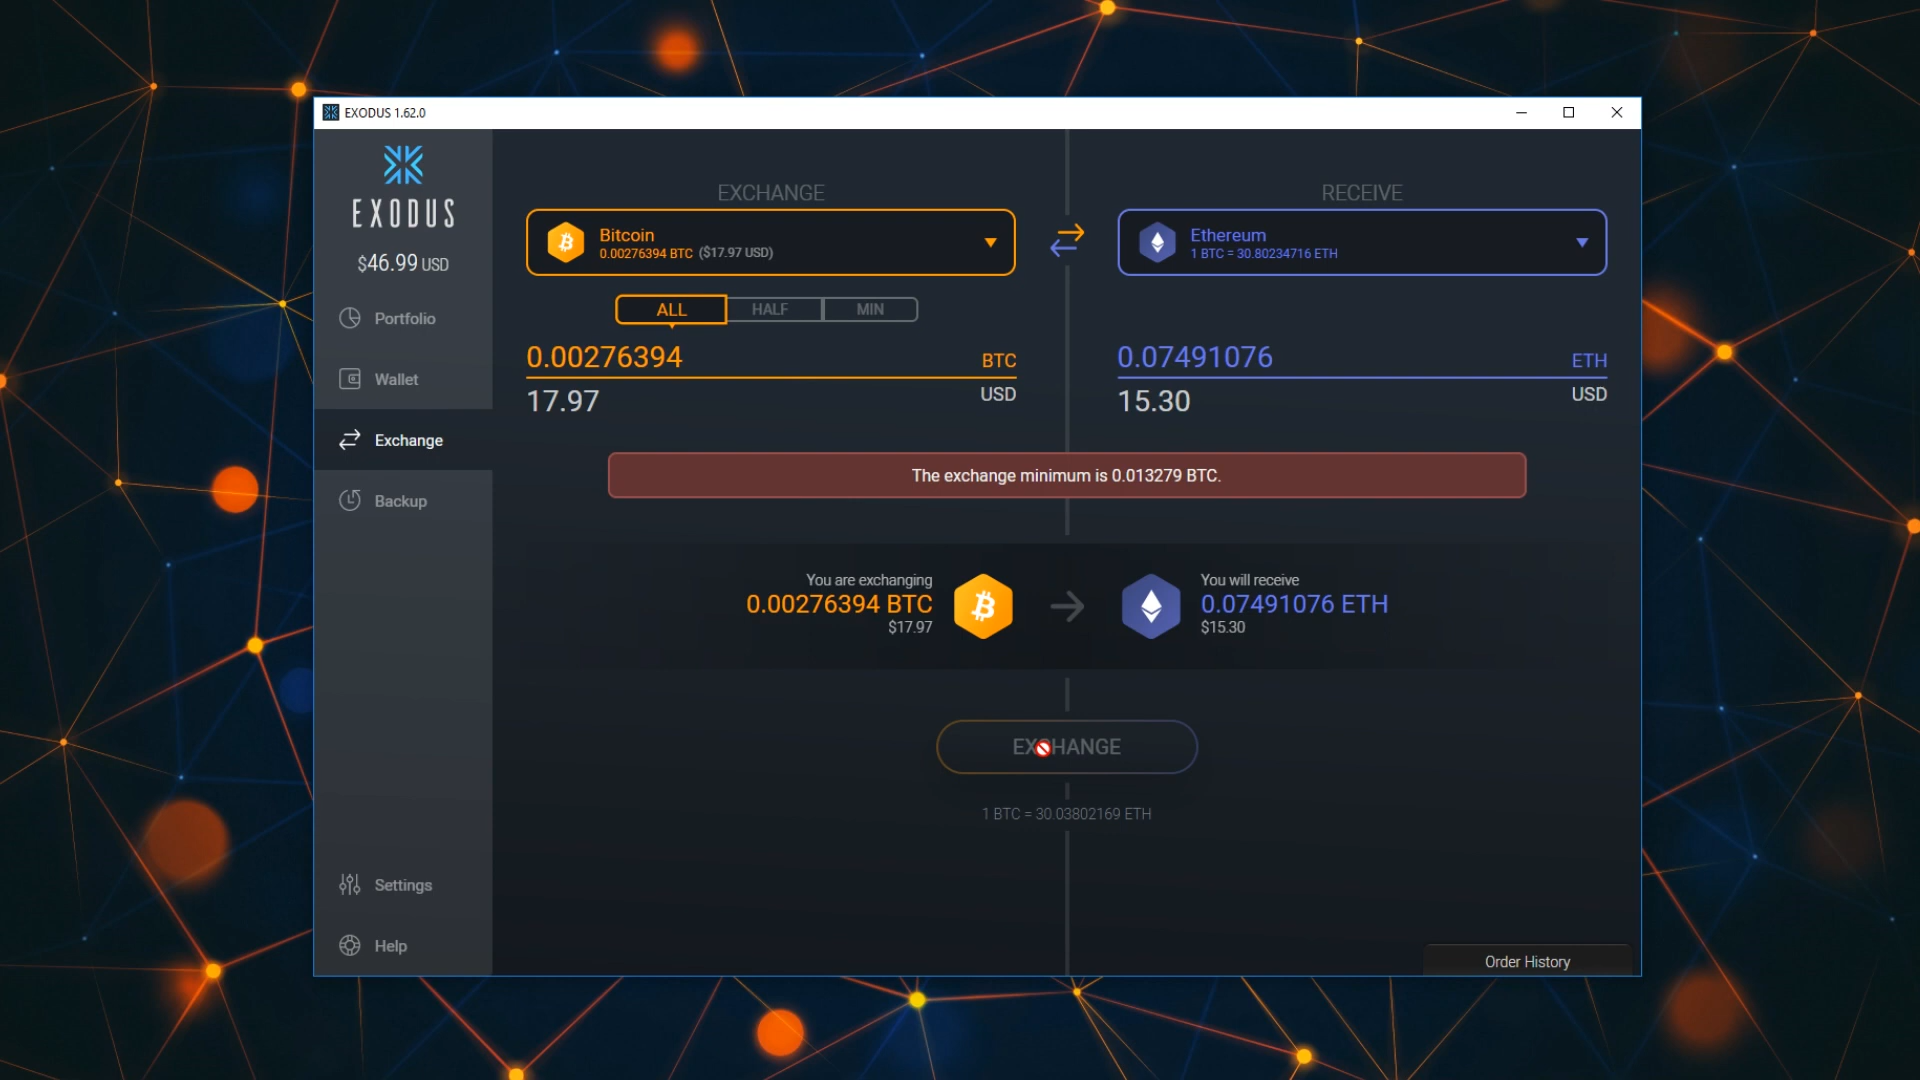 EXODUS 1.62.0
EXODUS
$46.99 USD
Portfolio
Wallet
Exchange
Backup
Settings
Help
EXCHANGE
Bitcoin
0.00276394 BTC ($17.97 USD)
ALL HALF MIN
0.00276394 BTC
17.97 USD
RECEIVE
Ethereum
1 BTC = 30.80234716 ETH
0.07491076 ETH
15.30 USD
The exchange minimum is 0.013279 BTC.
You are exchanging
0.00276394 BTC
$17.97
You will receive
0.07491076 ETH
$15.30
EXCHANGE
1 BTC = 30.03802169 ETH
Order History